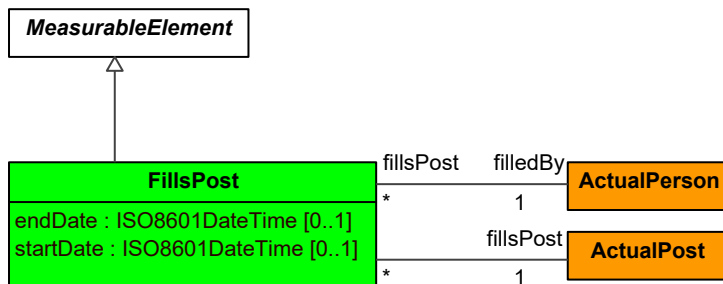 MeasurableElement
fillsPost filledBy
FillsPost
ActualPerson
* 1
endDate : ISO8601DateTime [0..1]
startDate : ISO8601DateTime [0..1]
fillsPost
ActualPost
* 1